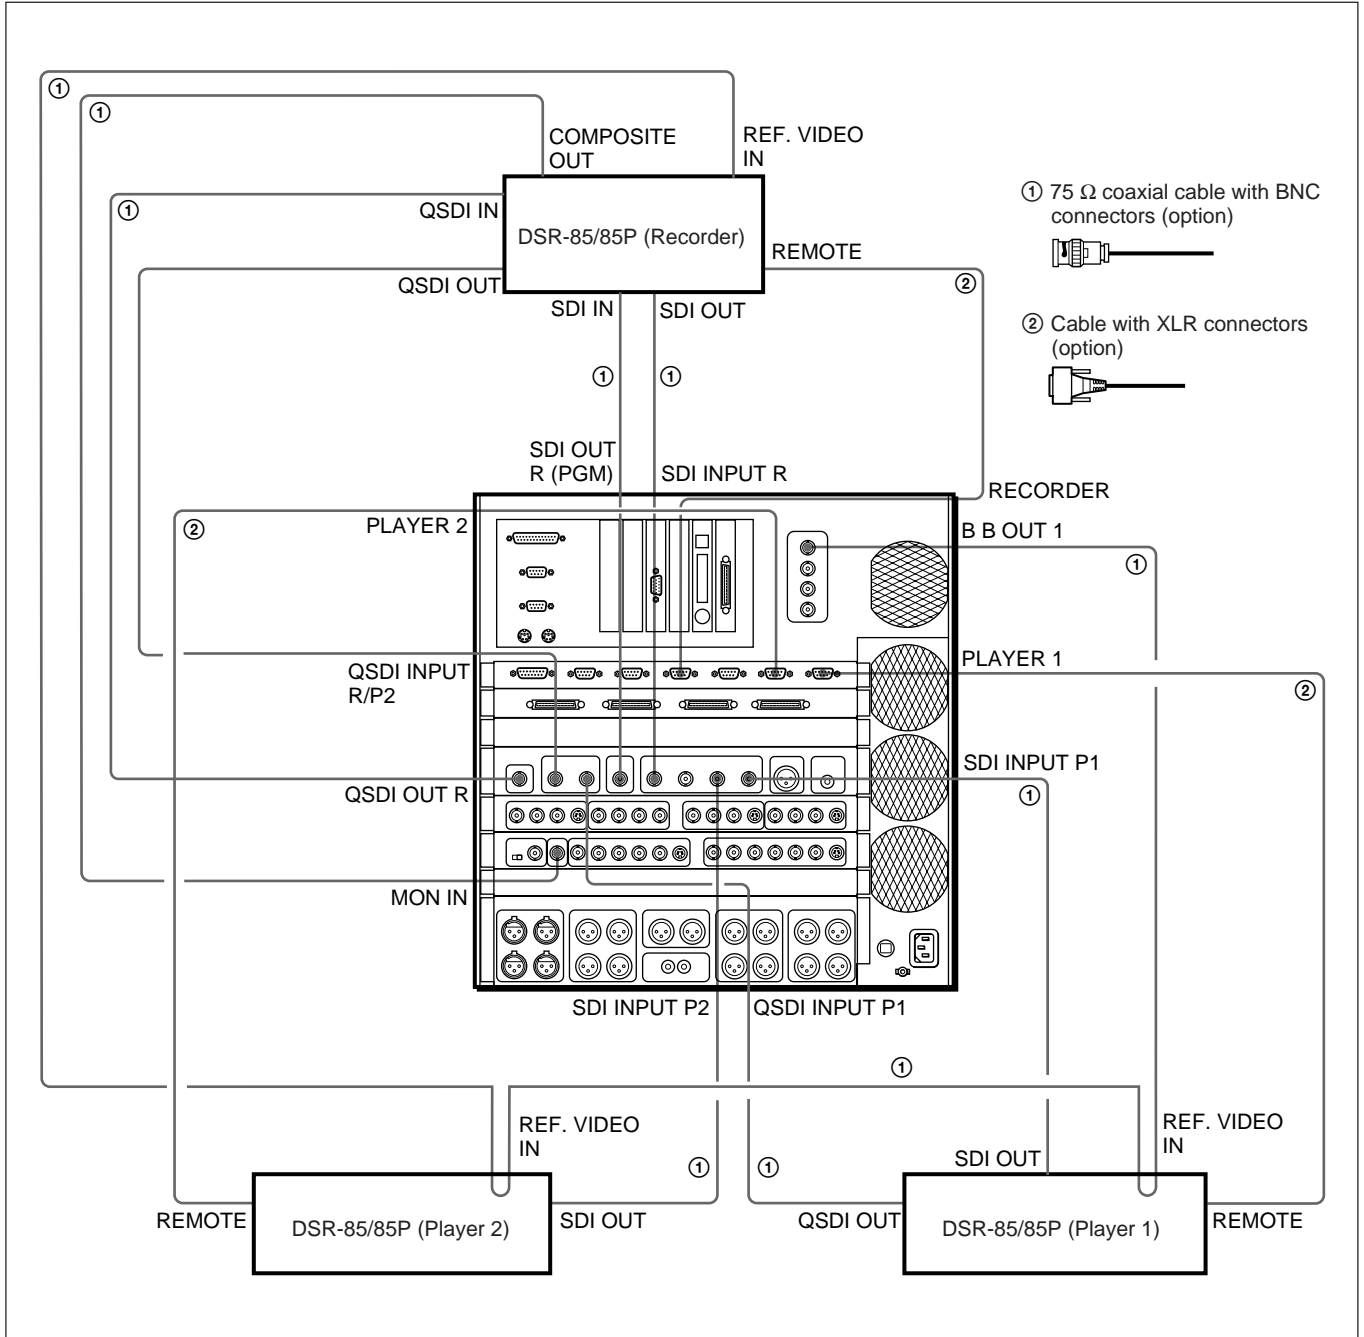 ①
①
COMPOSITE
OUT
REF. VIDEO
IN
①
QSDI IN
DSR-85/85P (Recorder)
REMOTE
QSDI OUT
②
SDI IN
SDI OUT
① 75 Ω coaxial cable with BNC
connectors (option)
② Cable with XLR connectors
(option)
①
①
SDI OUT
R (PGM)
SDI INPUT R
RECORDER
②
PLAYER 2
B B OUT 1
①
QSDI INPUT
R/P2
PLAYER 1
②
SDI INPUT P1
①
QSDI OUT R
MON IN
SDI INPUT P2
QSDI INPUT P1
①
REF. VIDEO
IN
①
①
SDI OUT
REF. VIDEO
IN
REMOTE
DSR-85/85P (Player 2)
SDI OUT
QSDI OUT
DSR-85/85P (Player 1)
REMOTE